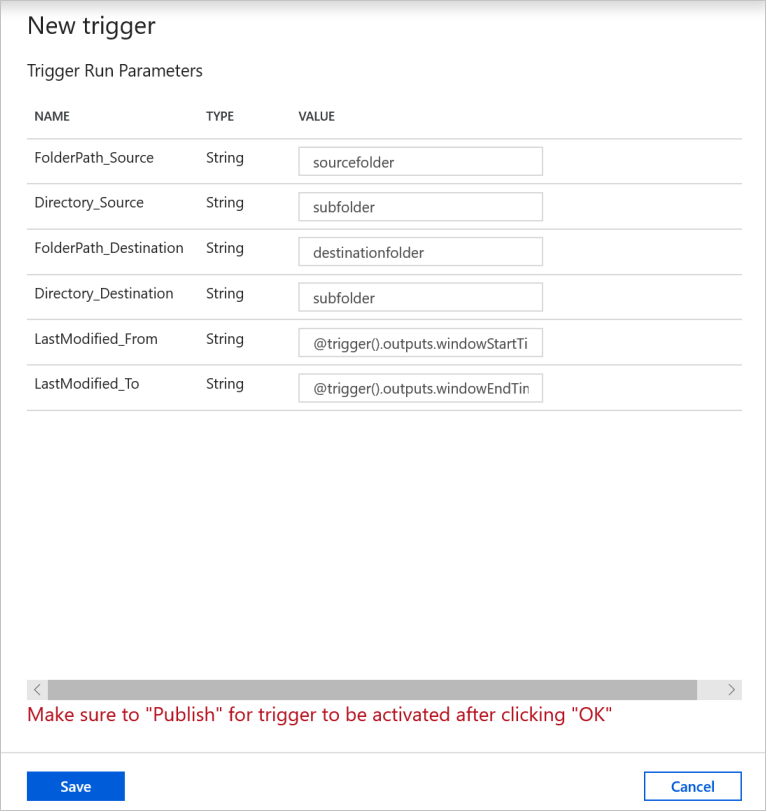 New trigger
Trigger Run Parameters
NAME TYPE VALUE
FolderPath_Source String sourcefolder
Directory_Source String subfolder
FolderPath_Destination String destinationfolder
Directory_Destination String subfolder
LastModified_From String @trigger().outputs.windowStartTi
LastModified_To String @trigger().outputs.windowEndTim
Make sure to "Publish" for trigger to be activated after clicking "OK"
Save Cancel